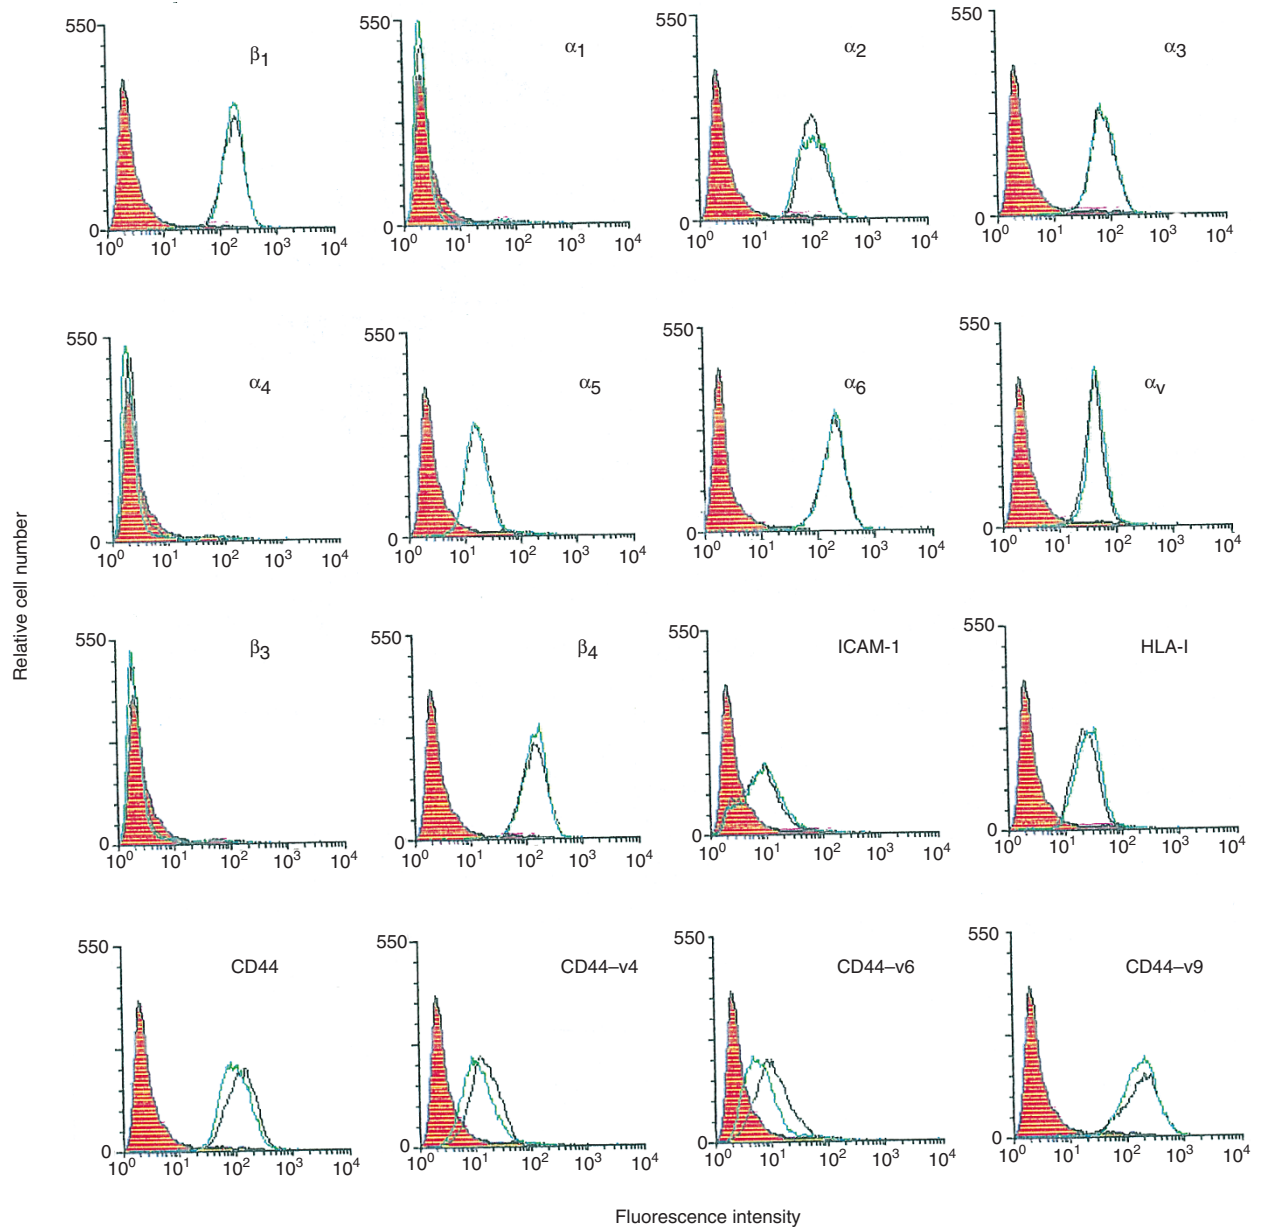 550 β1 550 α1 550 α2 550 α3
0 0 0 0
10^0 10^1 10^2 10^3 10^4 10^0 10^1 10^2 10^3 10^4 10^0 10^1 10^2 10^3 10^4 10^0 10^1 10^2 10^3 10^4
550 α4 550 α5 550 α6 550 αv
0 0 0 0
10^0 10^1 10^2 10^3 10^4 10^0 10^1 10^2 10^3 10^4 10^0 10^1 10^2 10^3 10^4 10^0 10^1 10^2 10^3 10^4
Relative cell number
550 β3 550 β4 550 ICAM-1 550 HLA-I
0 0 0 0
10^0 10^1 10^2 10^3 10^4 10^0 10^1 10^2 10^3 10^4 10^0 10^1 10^2 10^3 10^4 10^0 10^1 10^2 10^3 10^4
550 CD44 550 CD44–v4 550 CD44–v6 550 CD44–v9
0 0 0 0
10^0 10^1 10^2 10^3 10^4 10^0 10^1 10^2 10^3 10^4 10^0 10^1 10^2 10^3 10^4 10^0 10^1 10^2 10^3 10^4
Fluorescence intensity